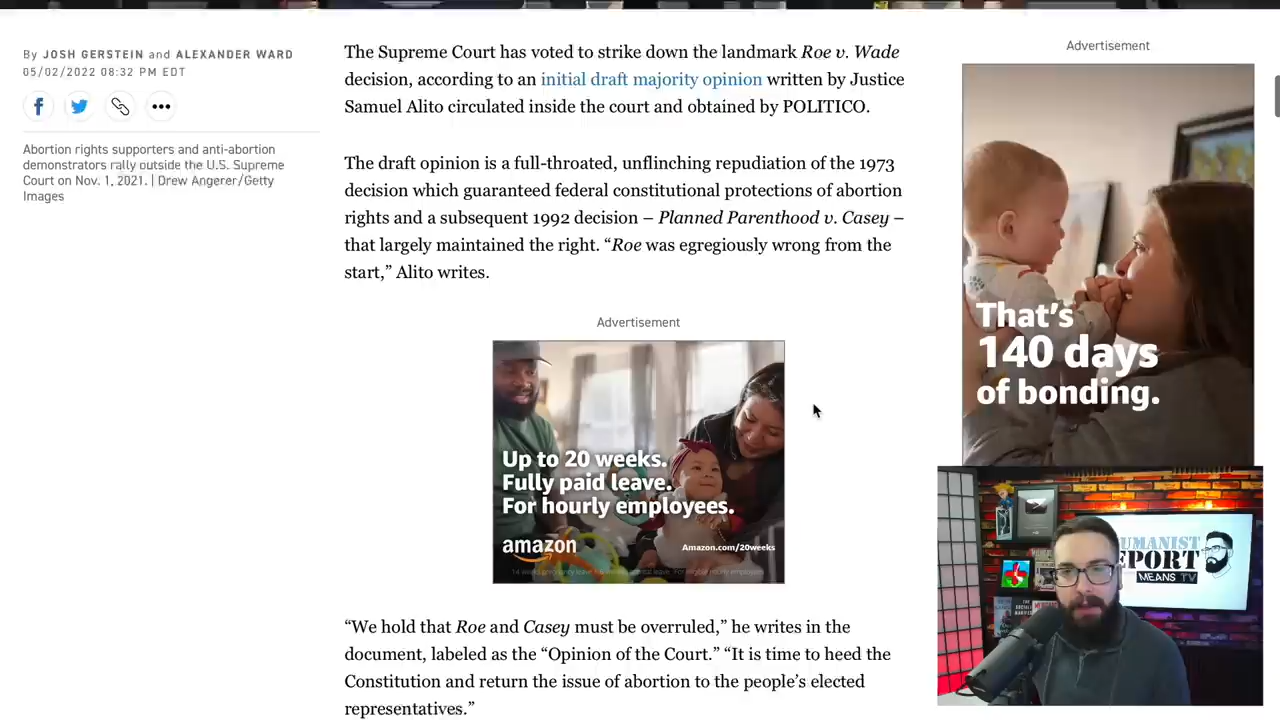 By JOSH GERSTEIN and ALEXANDER WARD
05/02/2022 08:32 PM EDT
Abortion rights supporters and anti-abortion
demonstrators rally outside the U.S. Supreme
Court on Nov. 1, 2021. | Drew Angerer/Getty
Images
The Supreme Court has voted to strike down the landmark Roe v. Wade
decision, according to an initial draft majority opinion written by Justice
Samuel Alito circulated inside the court and obtained by POLITICO.
The draft opinion is a full-throated, unflinching repudiation of the 1973
decision which guaranteed federal constitutional protections of abortion
rights and a subsequent 1992 decision – Planned Parenthood v. Casey –
that largely maintained the right. “Roe was egregiously wrong from the
start,” Alito writes.
Advertisement
Up to 20 weeks.
Fully paid leave.
For hourly employees.
amazon
Amazon.com/20weeks
“We hold that Roe and Casey must be overruled,” he writes in the
document, labeled as the “Opinion of the Court.” “It is time to heed the
Constitution and return the issue of abortion to the people’s elected
representatives.”
Advertisement
That’s
140 days
of bonding.
UMANIST
EPORT
MEANS TV